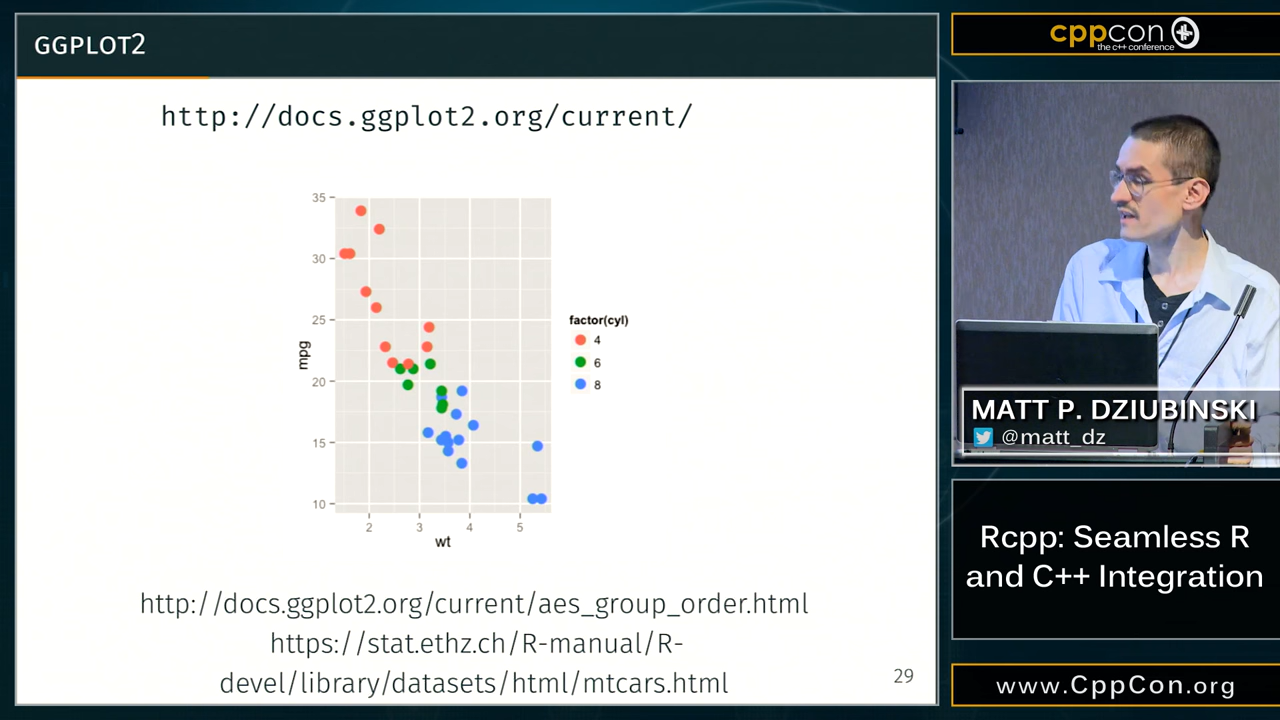 GGPLOT2
http://docs.ggplot2.org/current/
35
30
25
20
15
10
mpg
2 3 4 5
wt
factor(cyl)
4
6
8
http://docs.ggplot2.org/current/aes_group_order.html
https://stat.ethz.ch/R-manual/R-
devel/library/datasets/html/mtcars.html
29
cppcon
the c++ conference
MATT P. DZIUBINSKI
@matt_dz
Rcpp: Seamless R
and C++ Integration
www.CppCon.org